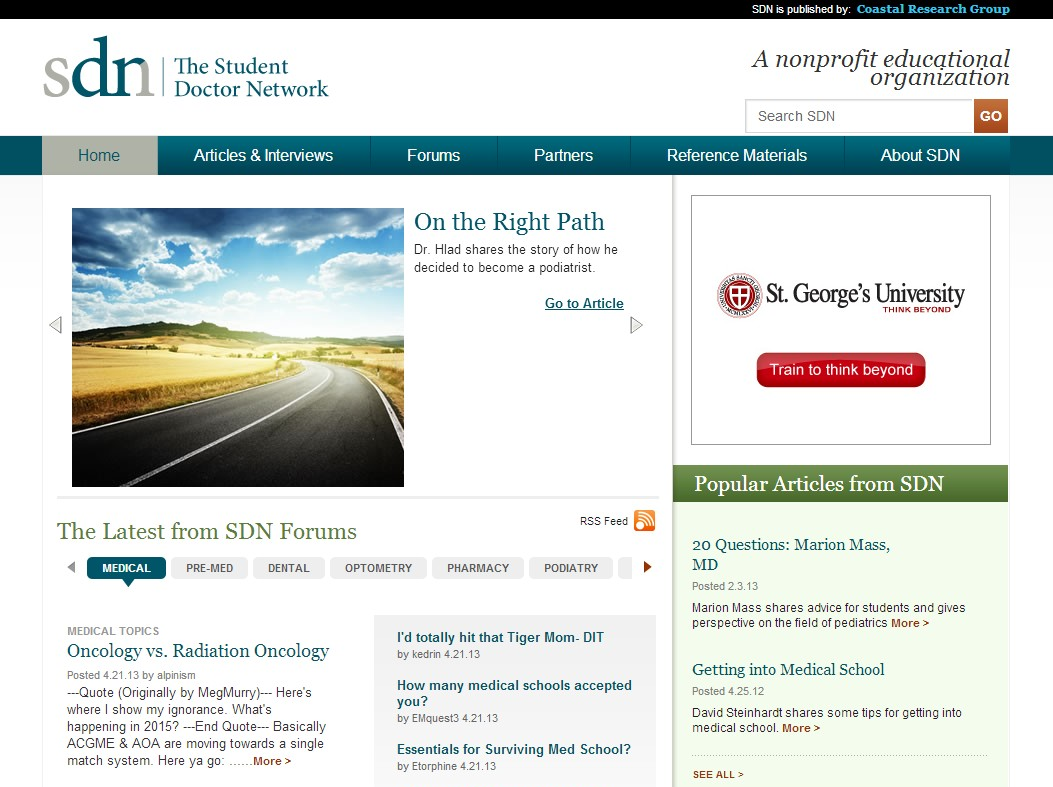 SDN is published by: Coastal Research Group
sdn
The Student
Doctor Network
A nonprofit educational
organization
Search SDN
GO
Home
Articles & Interviews
Forums
Partners
Reference Materials
About SDN
On the Right Path
Dr. Hlad shares the story of how he
decided to become a podiatrist.
Go to Article
St. George's University
THINK BEYOND
Train to think beyond
Popular Articles from SDN
20 Questions: Marion Mass,
MD
Posted 2.3.13
Marion Mass shares advice for students and gives
perspective on the field of pediatrics More >
Getting into Medical School
Posted 4.25.12
David Steinhardt shares some tips for getting into
medical school. More >
SEE ALL >
The Latest from SDN Forums
RSS Feed
MEDICAL
PRE-MED
DENTAL
OPTOMETRY
PHARMACY
PODIATRY
MEDICAL TOPICS
Oncology vs. Radiation Oncology
Posted 4.21.13 by alpinism
---Quote (Originally by MegMurry)--- Here's
where I show my ignorance. What's
happening in 2015? ---End Quote--- Basically
ACGME & AOA are moving towards a single
match system. Here ya go: ......More >
I'd totally hit that Tiger Mom- DIT
by kedrin 4.21.13
How many medical schools accepted
you?
by EMquest3 4.21.13
Essentials for Surviving Med School?
by Etorphine 4.21.13